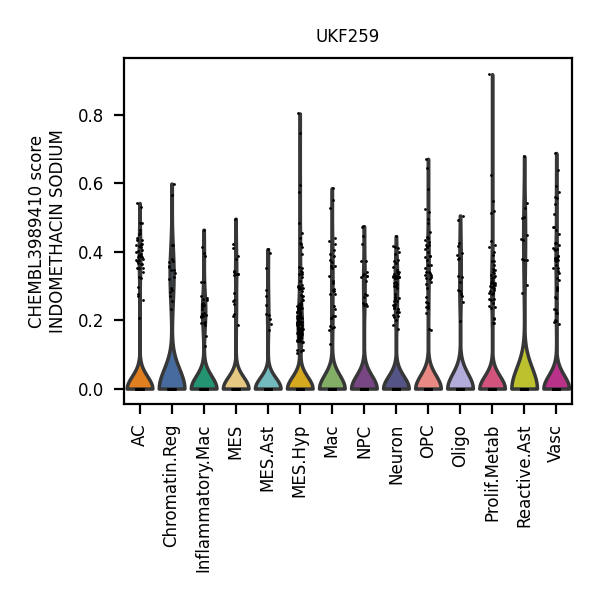 UKF259
CHEMBL3989410 score
INDOMETHACIN SODIUM
0.8
0.6
0.4
0.2
0.0
AC
Chromatin.Reg
Inflammatory.Mac
MES
MES.Ast
MES.Hyp
Mac
NPC
Neuron
OPC
Oligo
Prolif.Metab
Reactive.Ast
Vasc